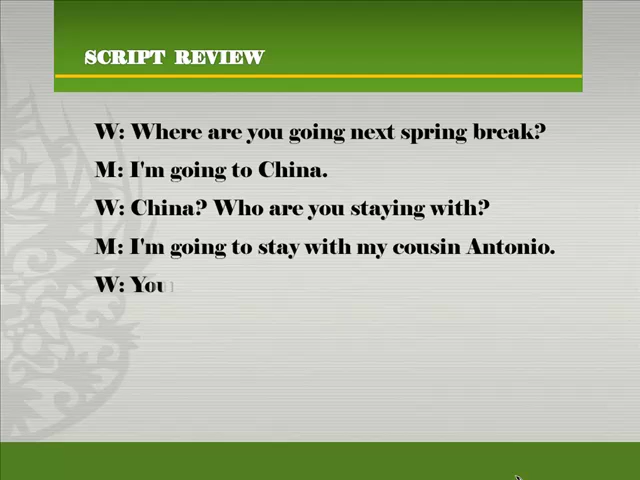 SCRIPT REVIEW
W: Where are you going next spring break?
M: I'm going to China.
W: China? Who are you staying with?
M: I'm going to stay with my cousin Antonio.
W: Your